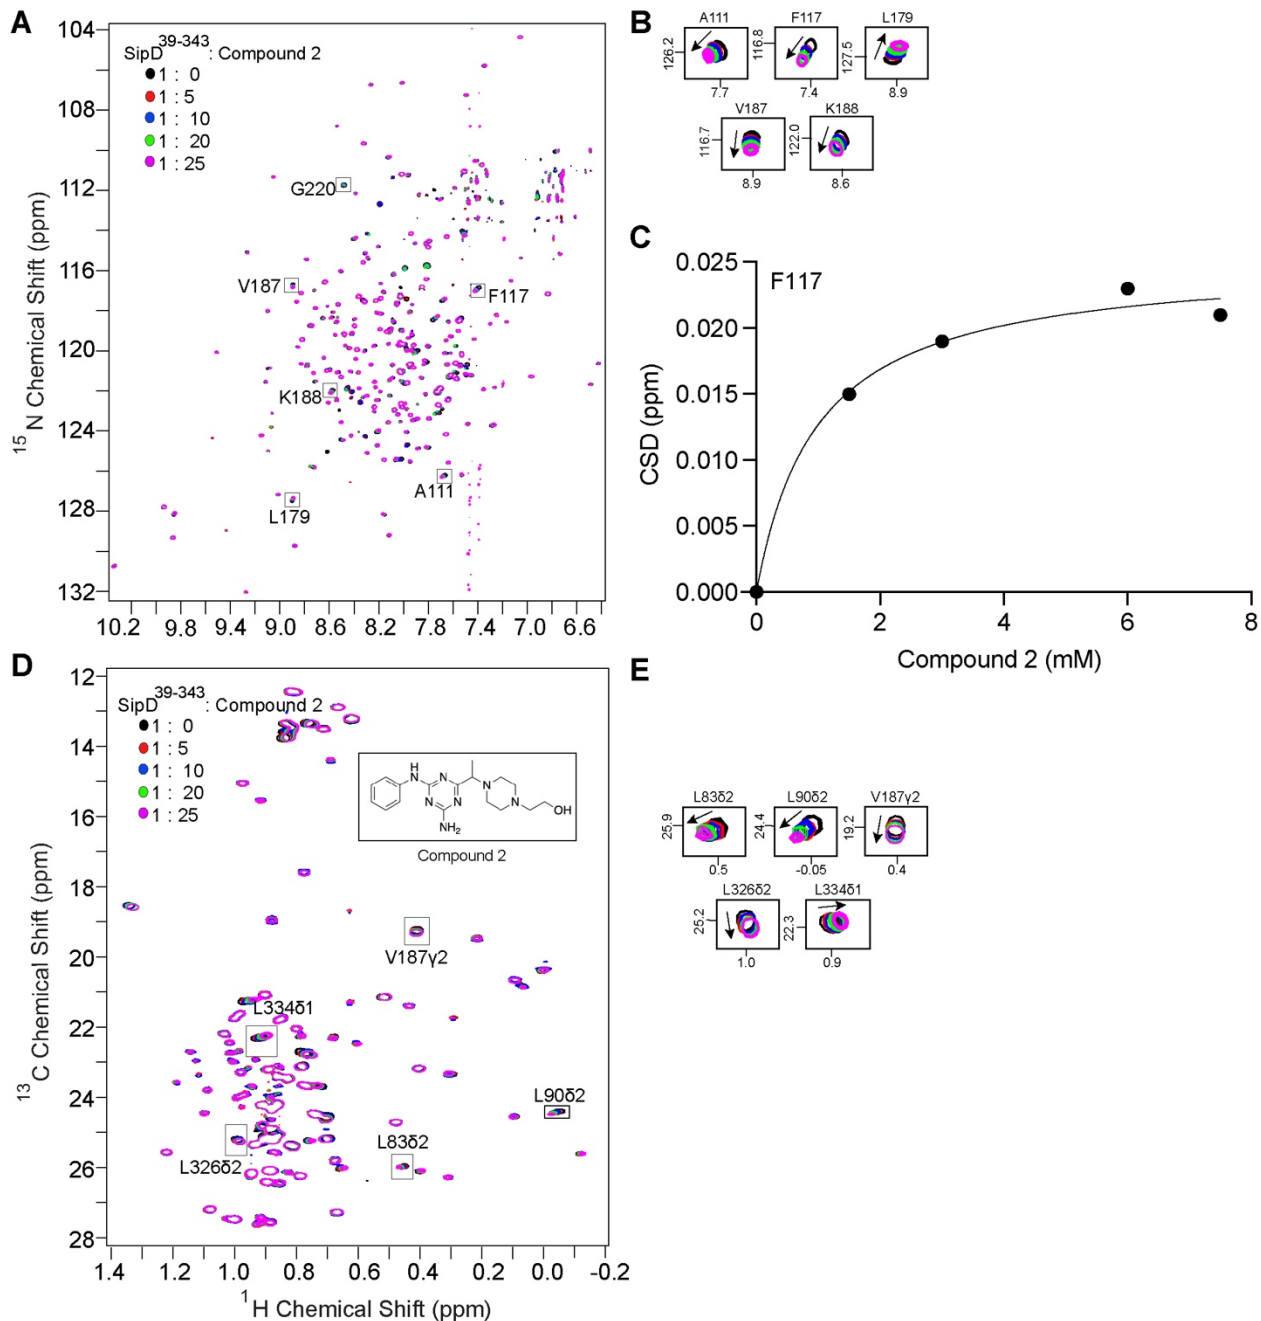 A
104
108
112
116
120
124
128
132
15N Chemical Shift (ppm)
SipD39-343: Compound 2
1 : 0
1 : 5
1 : 10
1 : 20
1 : 25
G220
V187
F117
K188
A111
L179
10.2 9.8 9.4 9.0 8.6 8.2 7.8 7.4 7.0 6.6
B
A111 F117 L179
126.2 116.8 127.5
7.7 7.4 8.9
V187 K188
116.7 122.0
8.9 8.6
C
F117
0.025
0.020
0.015
0.010
0.005
0.000
CSD (ppm)
0 2 4 6 8
Compound 2 (mM)
D
12
14
16
18
20
22
24
26
28
13C Chemical Shift (ppm)
SipD39-343: Compound 2
1 : 0
1 : 5
1 : 10
1 : 20
1 : 25
H
N N N
N N N
OH
NH2
Compound 2
V187γ2
L334δ1
L90δ2
L83δ2
L326δ2
1.4 1.0 0.6 0.2 0.0 -0.2
1H Chemical Shift (ppm)
E
L83δ2 L90δ2 V187γ2
25.9 24.4 19.2
0.5 -0.05 0.4
L326δ2 L334δ1
25.2 22.3
1.0 0.9